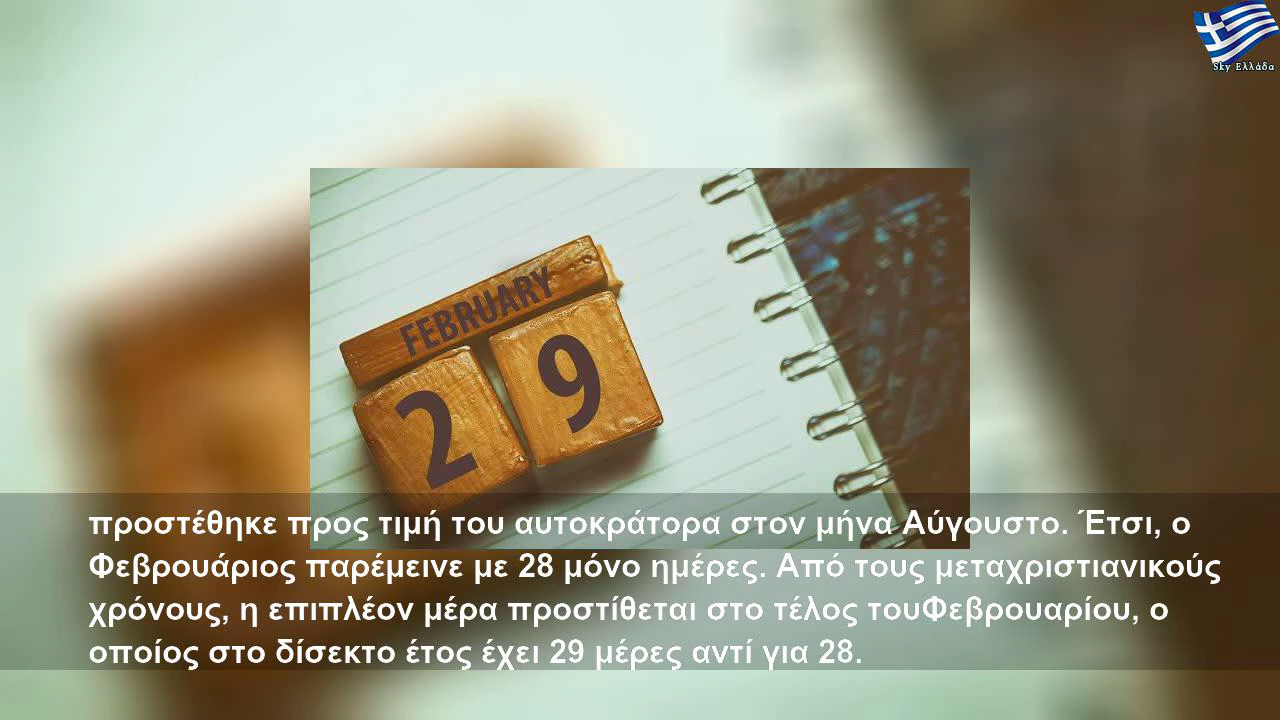 Sky Ελλάδα
FEBRUARY
29
προστέθηκε προς τιμή του αυτοκράτορα στον μήνα Αύγουστο. Έτσι, ο
Φεβρουάριος παρέμεινε με 28 μόνο ημέρες. Από τους μεταχριστιανικούς
χρόνους, η επιπλέον μέρα προστίθεται στο τέλος τουΦεβρουαρίου, ο
οποίος στο δίσεκτο έτος έχει 29 μέρες αντί για 28.